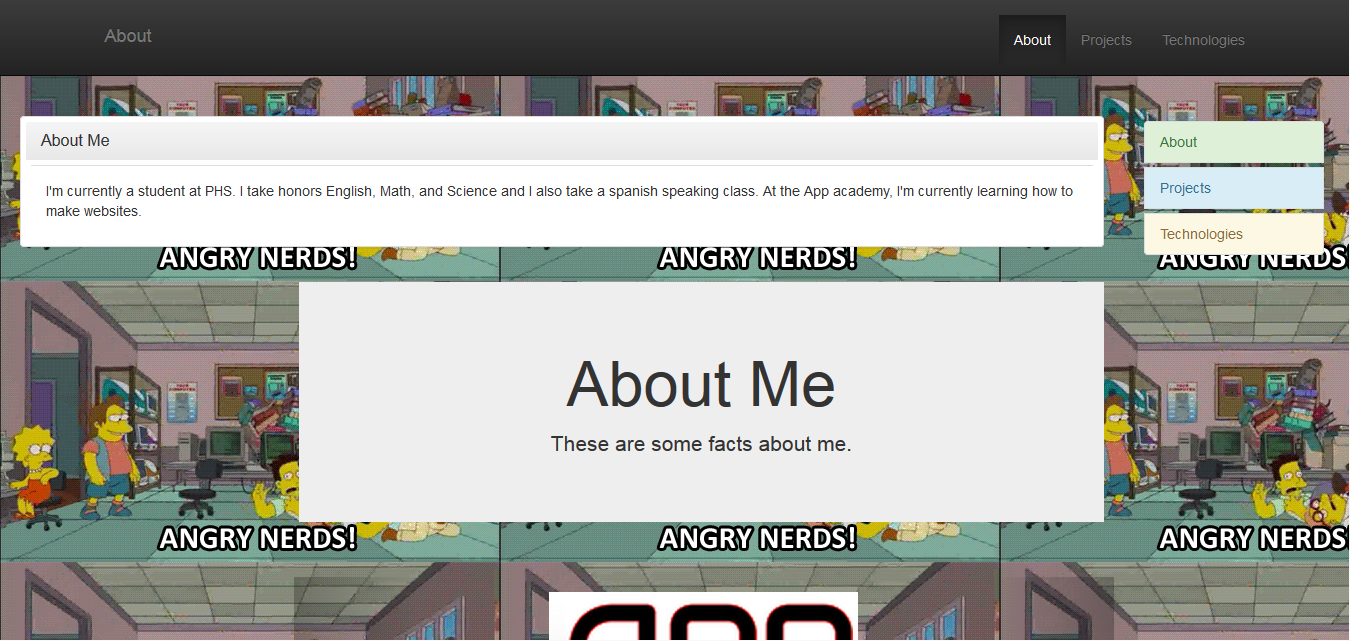 About
About Projects Technologies
About Me
I'm currently a student at PHS. I take honors English, Math, and Science and I also take a spanish speaking class. At the App academy, I'm currently learning how to
make websites.
About
Projects
Technologies
ANGRY NERDS! ANGRY NERDS! ANGRY NERDS
About Me
These are some facts about me.
ANGRY NERDS! ANGRY NERDS! ANGRY NERDS